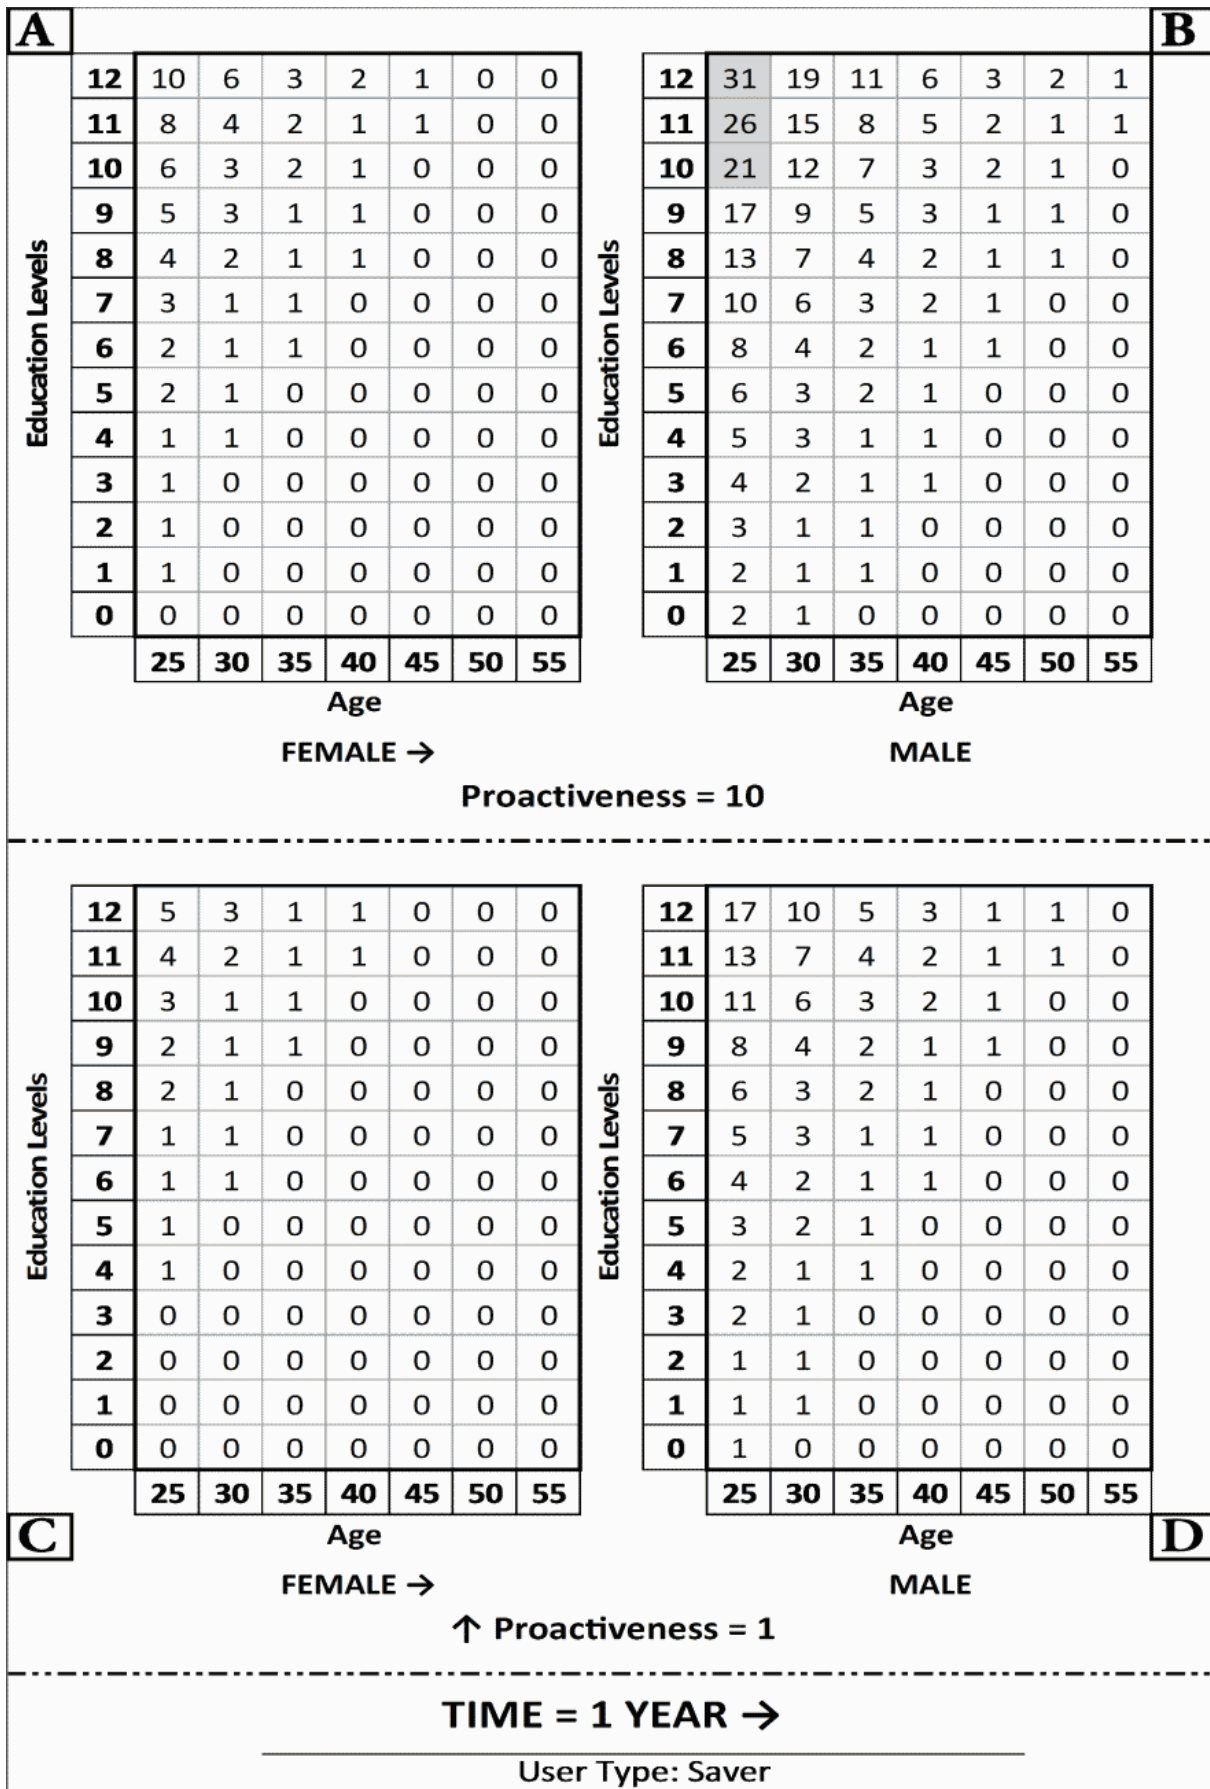 A B
12 10 6 3 2 1 0 0 12 31 19 11 6 3 2 1
11 8 4 2 1 1 0 0 11 26 15 8 5 2 1 1
10 6 3 2 1 0 0 0 10 21 12 7 3 2 1 0
9 5 3 1 1 0 0 0 9 17 9 5 3 1 1 0
8 4 2 1 1 0 0 0 8 13 7 4 2 1 1 0
7 3 1 1 0 0 0 0 7 10 6 3 2 1 0 0
6 2 1 1 0 0 0 0 6 8 4 2 1 1 0 0
5 2 1 0 0 0 0 0 5 6 3 2 1 0 0 0
4 1 1 0 0 0 0 0 4 5 3 1 1 0 0 0
3 1 0 0 0 0 0 0 3 4 2 1 1 0 0 0
2 1 0 0 0 0 0 0 2 3 1 1 0 0 0 0
1 1 0 0 0 0 0 0 1 2 1 1 0 0 0 0
0 0 0 0 0 0 0 0 0 2 1 0 0 0 0 0
Education Levels Education Levels
25 30 35 40 45 50 55 25 30 35 40 45 50 55
Age Age
FEMALE → MALE
Proactiveness = 10
12 5 3 1 1 0 0 0 12 17 10 5 3 1 1 0
11 4 2 1 1 0 0 0 11 13 7 4 2 1 1 0
10 3 1 1 0 0 0 0 10 11 6 3 2 1 0 0
9 2 1 1 0 0 0 0 9 8 4 2 1 1 0 0
8 2 1 0 0 0 0 0 8 6 3 2 1 0 0 0
7 1 1 0 0 0 0 0 7 5 3 1 1 0 0 0
6 1 1 0 0 0 0 0 6 4 2 1 1 0 0 0
5 1 0 0 0 0 0 0 5 3 2 1 0 0 0 0
4 1 0 0 0 0 0 0 4 2 1 1 0 0 0 0
3 0 0 0 0 0 0 0 3 2 1 0 0 0 0 0
2 0 0 0 0 0 0 0 2 1 1 0 0 0 0 0
1 0 0 0 0 0 0 0 1 1 1 0 0 0 0 0
0 0 0 0 0 0 0 0 0 1 0 0 0 0 0 0
Education Levels Education Levels
25 30 35 40 45 50 55 25 30 35 40 45 50 55
C Age Age D
FEMALE → MALE
↑ Proactiveness = 1
TIME = 1 YEAR →
User Type: Saver